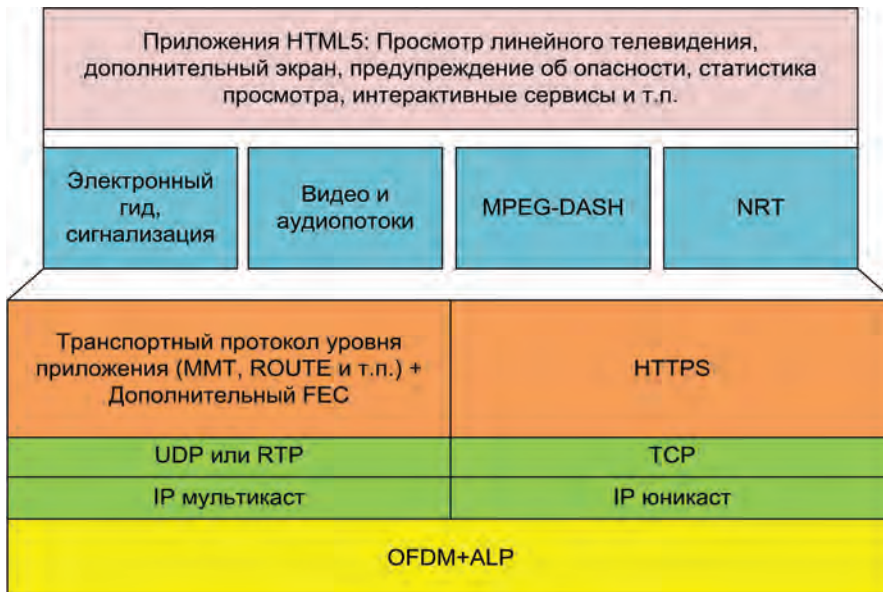 Приложения HTML5: Просмотр линейного телевидения,
дополнительный экран, предупреждение об опасности, статистика
просмотра, интерактивные сервисы и т.п.
Электронный
гид,
сигнализация
Видео и
аудиопотоки
MPEG-DASH
NRT
Транспортный протокол уровня
приложения (MMT, ROUTE и т.п.) +
Дополнительный FEC
HTTPS
UDP или RTP
TCP
IP мультикаст
IP юникаст
OFDM+ALP